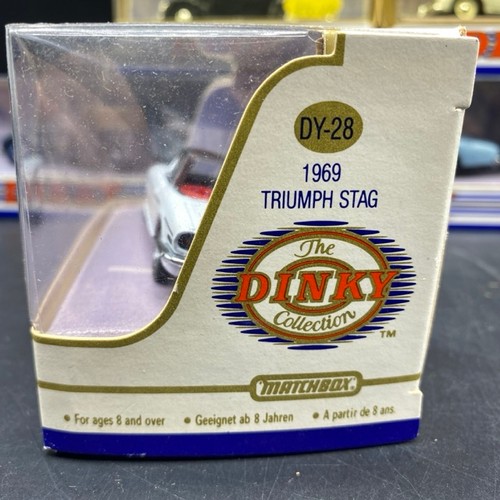 DY-28
1969
TRIUMPH STAG
The
DINKY
Collection
TM
MATCHBOX
• For ages 8 and over • Geeignet ab 8 Jahren • A partir de 8 ans.